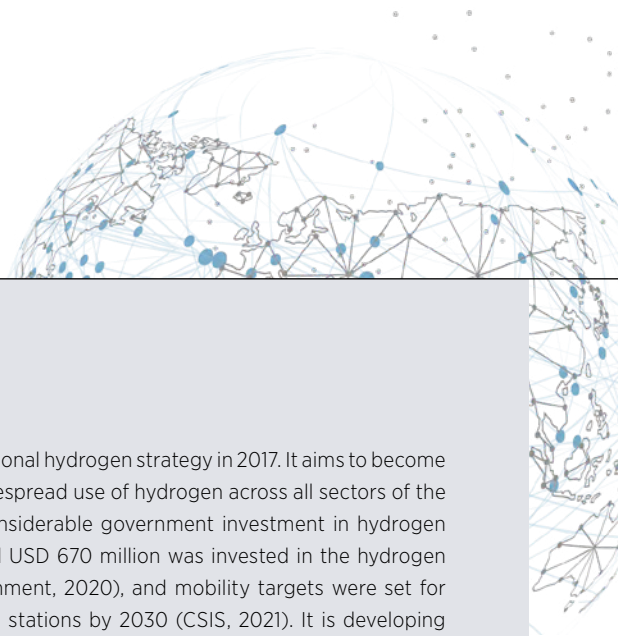 onal hydrogen strategy in 2017. It aims to become
espread use of hydrogen across all sectors of the
nsiderable government investment in hydrogen
USD 670 million was invested in the hydrogen
nment, 2020), and mobility targets were set for
stations by 2030 (CSIS, 2021). It is developing